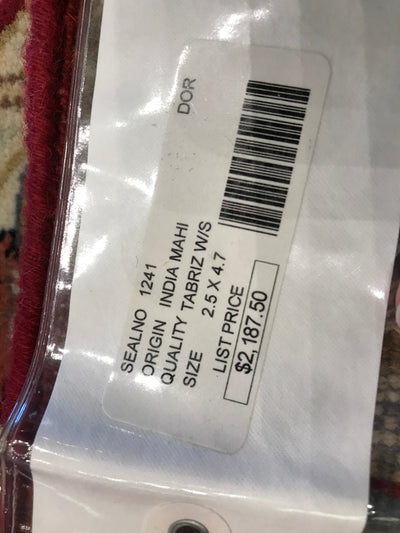 DOR
SEALNO 1241
ORIGIN INDIA MAHI
QUALITY TABRIZ W/S
SIZE 2.5 X 4.7
LIST PRICE
$2,187.50